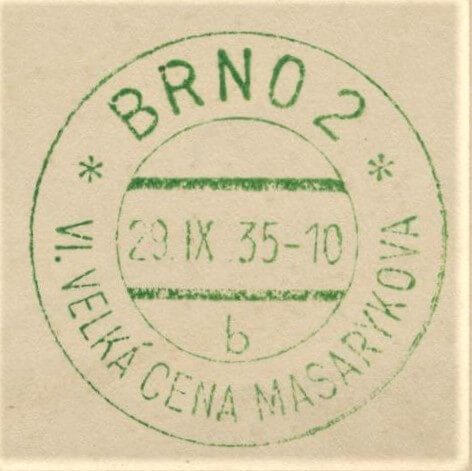 BRNO 2
* *
29.IX 35-10
b
VI. VELKÁ CENA MASARYKOVA